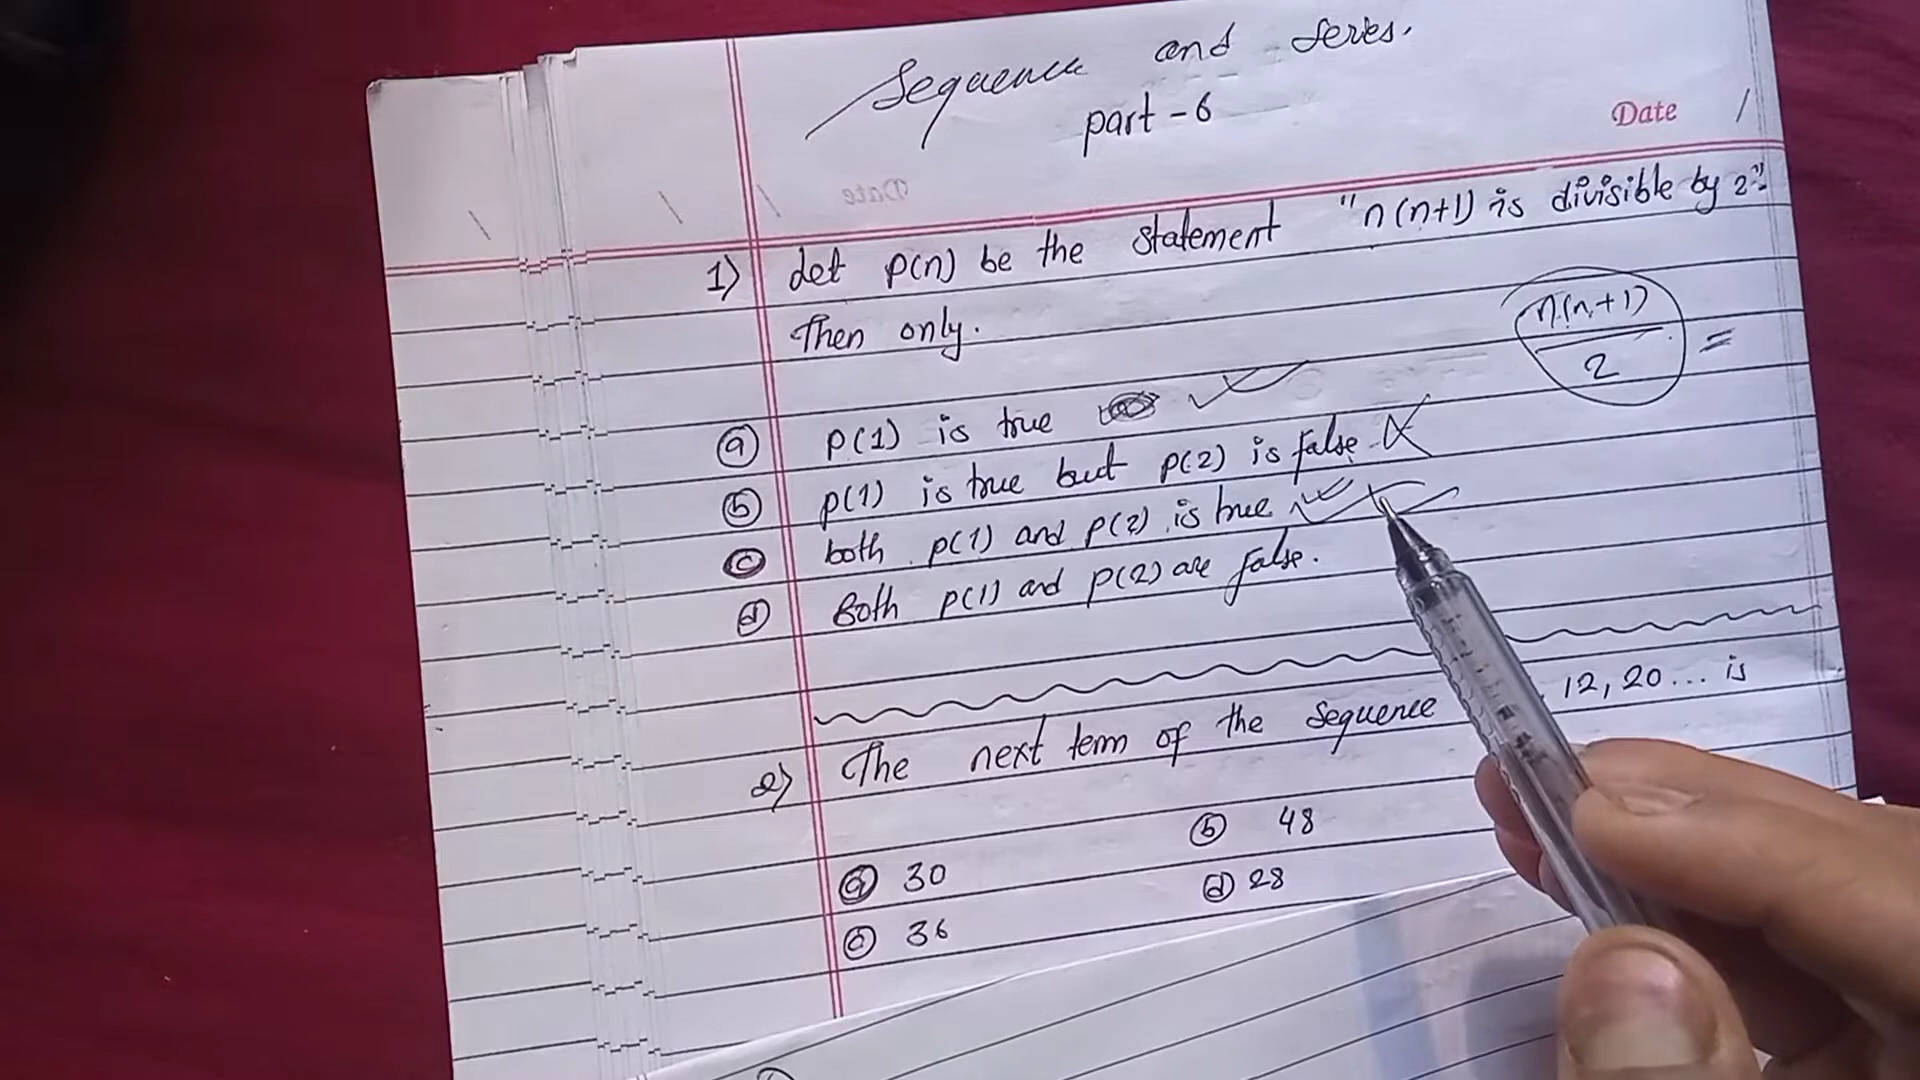 Sequence and Series.
part - 6
Date /
Date
1) Let p(n) be the statement "n(n+1) is divisible by 2".
Then only.
n(n+1)
2
=
ⓐ p(1) is true
ⓑ p(1) is true but p(2) is false.
ⓒ both p(1) and p(2) is true
ⓓ Both p(1) and p(2) are false.
2) The next term of the sequence 12, 20... is
ⓐ 30
ⓑ 48
ⓒ 36
ⓓ 28